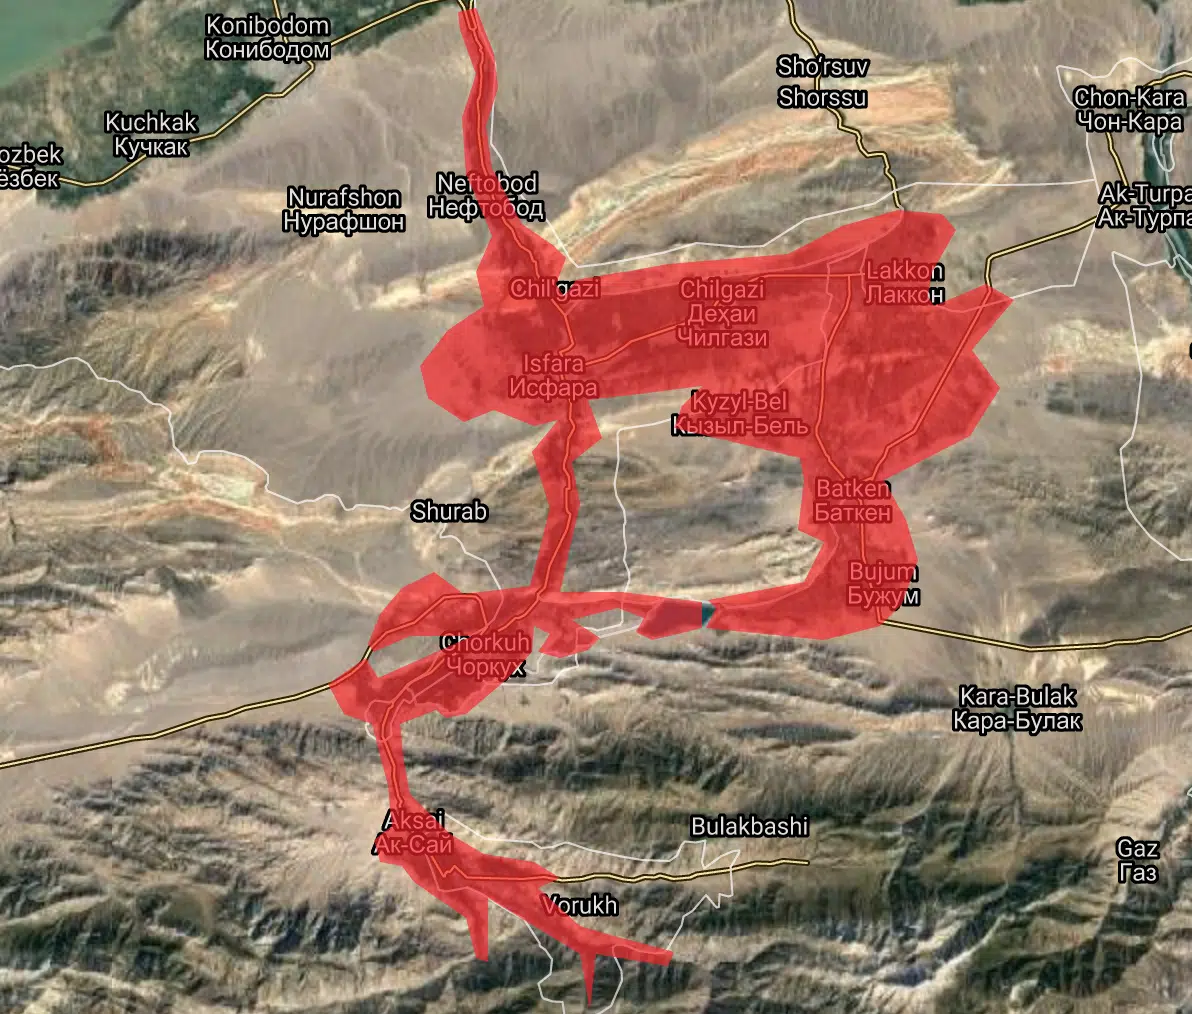 Konibodom
Конибодом
Sho'rsuv
Shorssu
Chon-Kara
Чон-Кара
Kuchkak
Кучкак
ozbek
ёзбек
Nurafshon
Нурафшон
Neftobod
Нефтобод
Ak-Turpa
Ак-Турпа
Lakkon
Лаккон
Chilgazi
Chilgazi
Деҳаи
Чилгази
Isfara
Исфара
Kyzyl-Bel
Кызыл-Бель
Batken
Баткен
Shurab
Bujum
Бужум
Chorkuh
Чоркух
Kara-Bulak
Кара-Булак
Aksai
Ак-Сай
Bulakbashi
Gaz
Газ
Vorukh